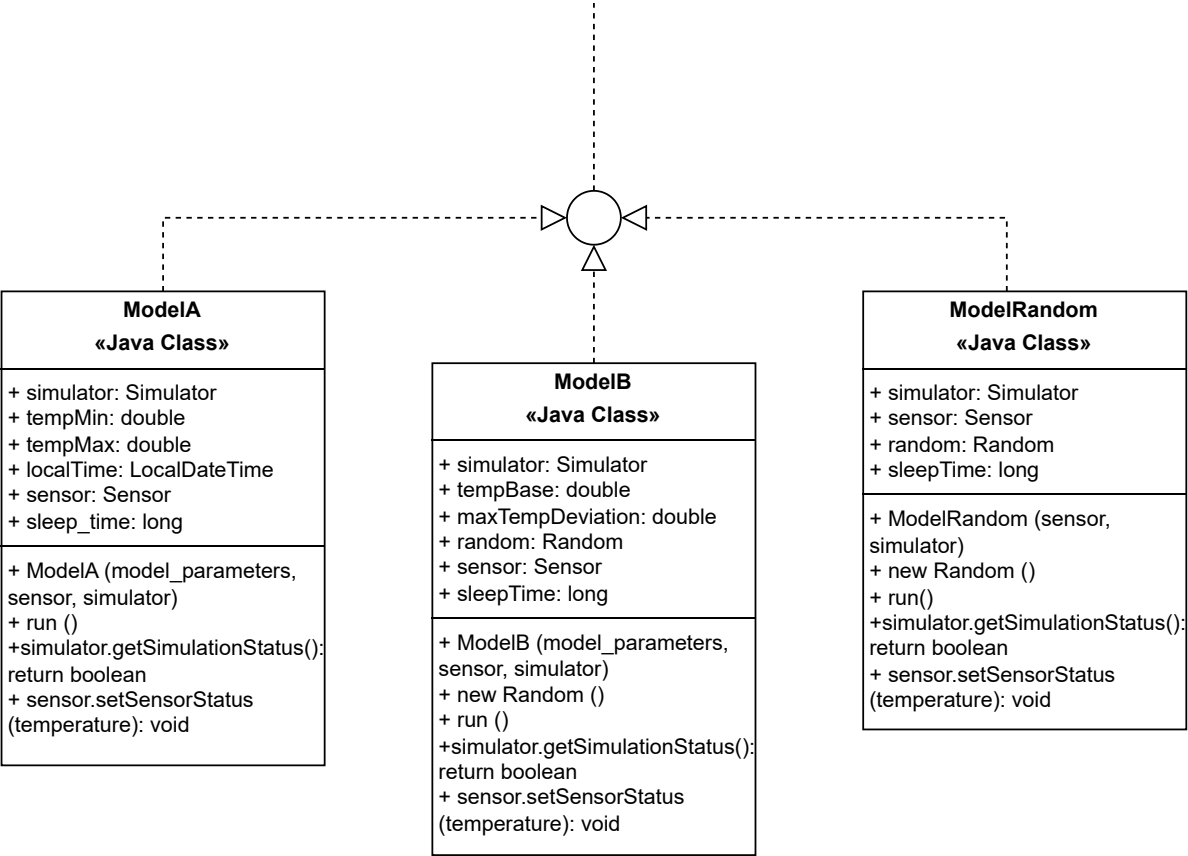 ModelA
«Java Class»
+ simulator: Simulator
+ tempMin: double
+ tempMax: double
+ localTime: LocalDateTime
+ sensor: Sensor
+ sleep_time: long
+ ModelA (model_parameters,
sensor, simulator)
+ run ()
+simulator.getSimulationStatus():
return boolean
+ sensor.setSensorStatus
(temperature): void
ModelB
«Java Class»
+ simulator: Simulator
+ tempBase: double
+ maxTempDeviation: double
+ random: Random
+ sensor: Sensor
+ sleepTime: long
+ ModelB (model_parameters,
sensor, simulator)
+ new Random ()
+ run ()
+simulator.getSimulationStatus():
return boolean
+ sensor.setSensorStatus
(temperature): void
ModelRandom
«Java Class»
+ simulator: Simulator
+ sensor: Sensor
+ random: Random
+ sleepTime: long
+ ModelRandom (sensor,
simulator)
+ new Random ()
+ run()
+simulator.getSimulationStatus():
return boolean
+ sensor.setSensorStatus
(temperature): void